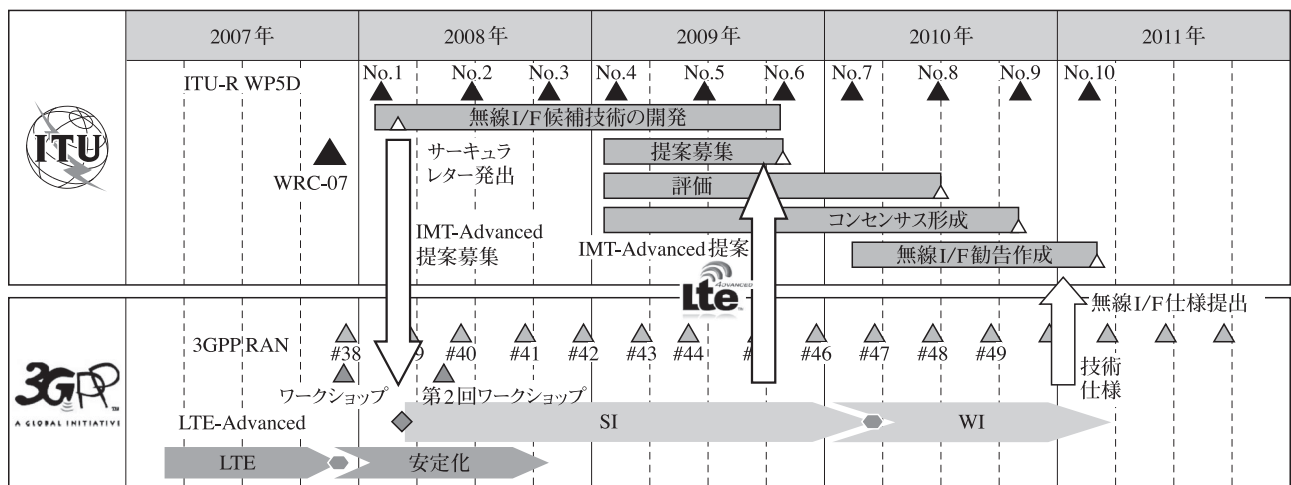 2007年 2008年 2009年 2010年 2011年
ITU-R WP5D
No.1 No.2 No.3 No.4 No.5 No.6 No.7 No.8 No.9 No.10
無線I/F候補技術の開発
ITU
WRC-07
サーキュラ
レター発出
提案募集
評価
コンセンサス形成
IMT-Advanced
提案募集
IMT-Advanced提案
無線I/F勧告作成
ADVANCED
Lte
無線I/F仕様提出
3GPP RAN
#38 #40 #41 #42 #43 #44 #46 #47 #48 #49
3GPP
A GLOBAL INITIATIVE
ワークショップ 第2回ワークショップ
技術
仕様
LTE-Advanced
SI WI
LTE 安定化